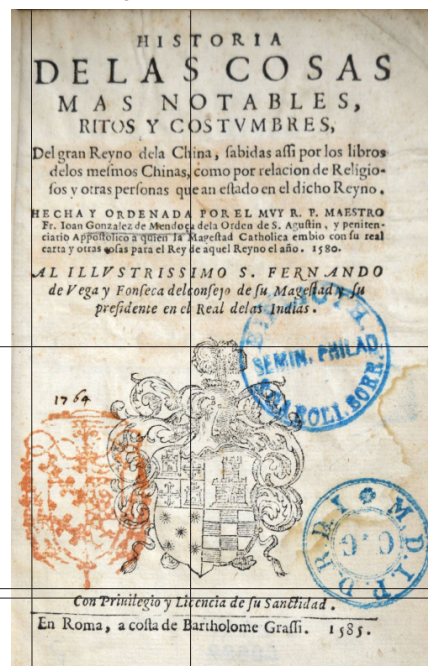 HISTORIA
DE LAS COSAS
MAS NOTABLES,
RITOS Y COSTVMBRES,
Del gran Reyno dela China, sabidas assi por los libros
delos mesmos Chinas, como por relacion de Religio-
sos y otras personas que an estado en el dicho Reyno.
HECHA Y ORDENADA POR EL MVY R. P. MAESTRO
Fr. Ioan Gonzalez de Mendoça dela Orden de S. Agustin, y peniten-
ciario Appostolico a quien la Magestad Catholica embio con su real
carta y otras cosas para el Rey de aquel Reyno el año. 1580.
AL ILLVSTRISSIMO S. FERNANDO
de Vega y Fonseca del consejo de su Magestad y su
presidente en el Real delas Indias.
SEMIN. PHILAD
1764
M.D.J.P.
Con Priuilegio y Licencia de su Sanctidad.
En Roma, a costa de Bartholome Grassi. 1585.